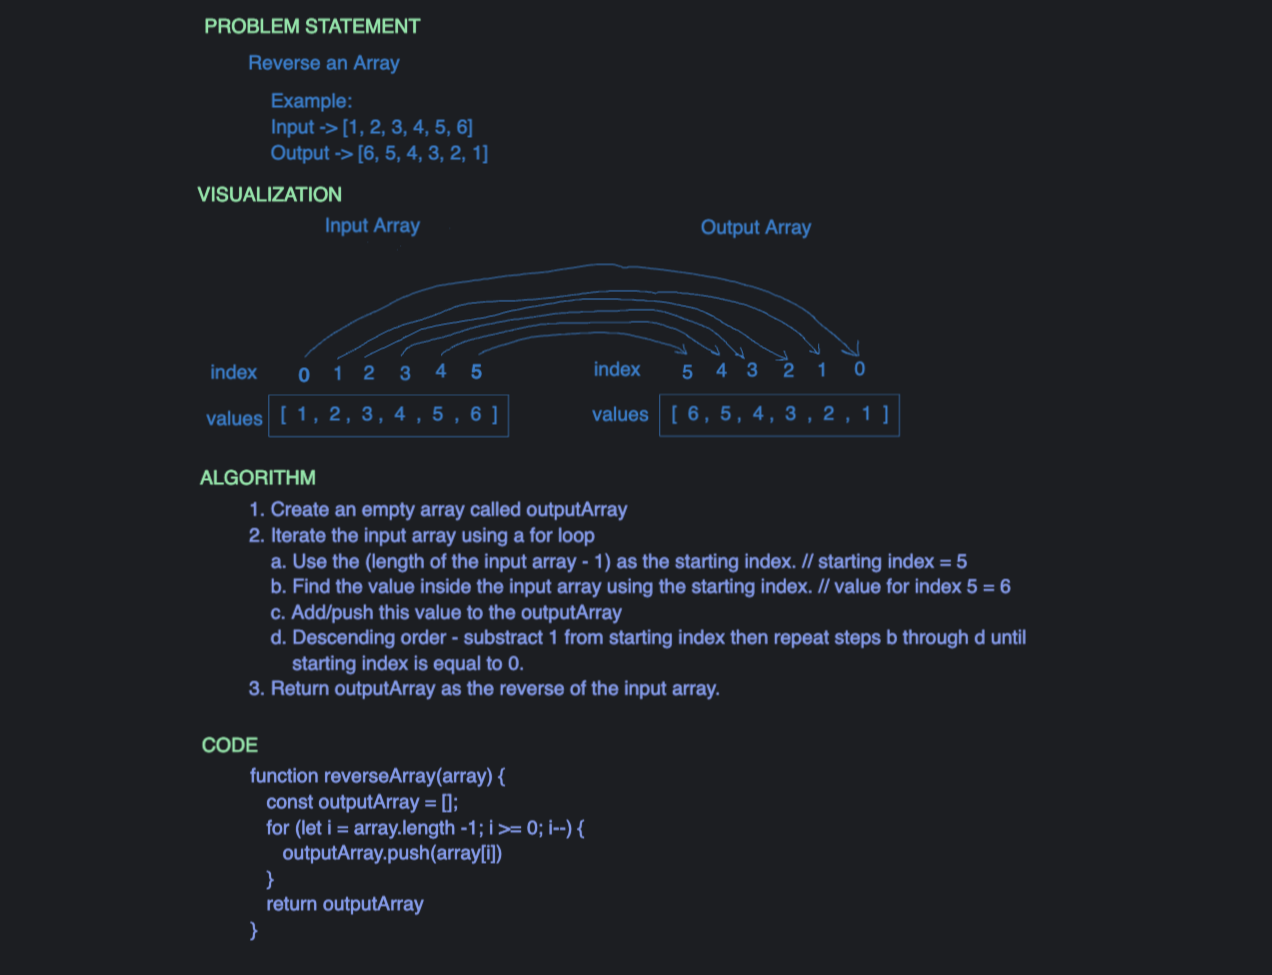 PROBLEM STATEMENT
Reverse an Array
Example:
Input -> [1, 2, 3, 4, 5, 6]
Output -> [6, 5, 4, 3, 2, 1]
VISUALIZATION
Input Array
Output Array
index 0 1 2 3 4 5
index 5 4 3 2 1 0
values [ 1 , 2 , 3 , 4 , 5 , 6 ]
values [ 6 , 5 , 4 , 3 , 2 , 1 ]
ALGORITHM
1. Create an empty array called outputArray
2. Iterate the input array using a for loop
a. Use the (length of the input array - 1) as the starting index. // starting index = 5
b. Find the value inside the input array using the starting index. // value for index 5 = 6
c. Add/push this value to the outputArray
d. Descending order - substract 1 from starting index then repeat steps b through d until
starting index is equal to 0.
3. Return outputArray as the reverse of the input array.
CODE
function reverseArray(array) {
const outputArray = [];
for (let i = array.length -1; i >= 0; i--) {
outputArray.push(array[i])
}
return outputArray
}